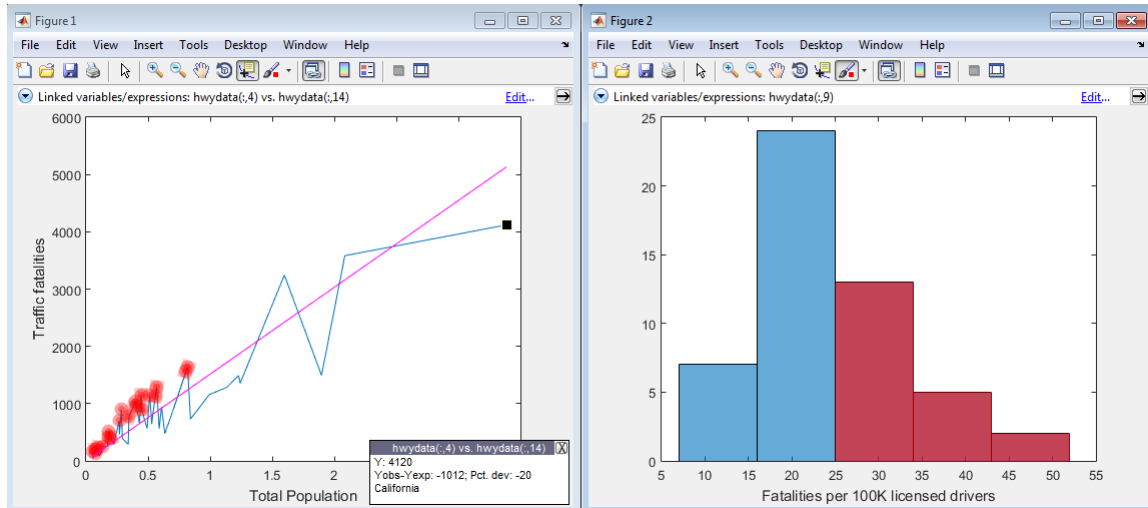 Figure 1
File Edit View Insert Tools Desktop Window Help
Linked variables/expressions: hwydata(:,4) vs. hwydata(:,14) Edit...
6000
5000
4000
3000
2000
1000
0
Traffic fatalities
0 0.5 1 1.5 2
Total Population
hwydata(:,4) vs. hwydata(:,14) X
Y: 4120
Yobs-Yexp: -1012; Pct. dev: -20
California
Figure 2
File Edit View Insert Tools Desktop Window Help
Linked variables/expressions: hwydata(:,9) Edit...
25
20
15
10
5
0
5 10 15 20 25 30 35 40 45 50 55
Fatalities per 100K licensed drivers